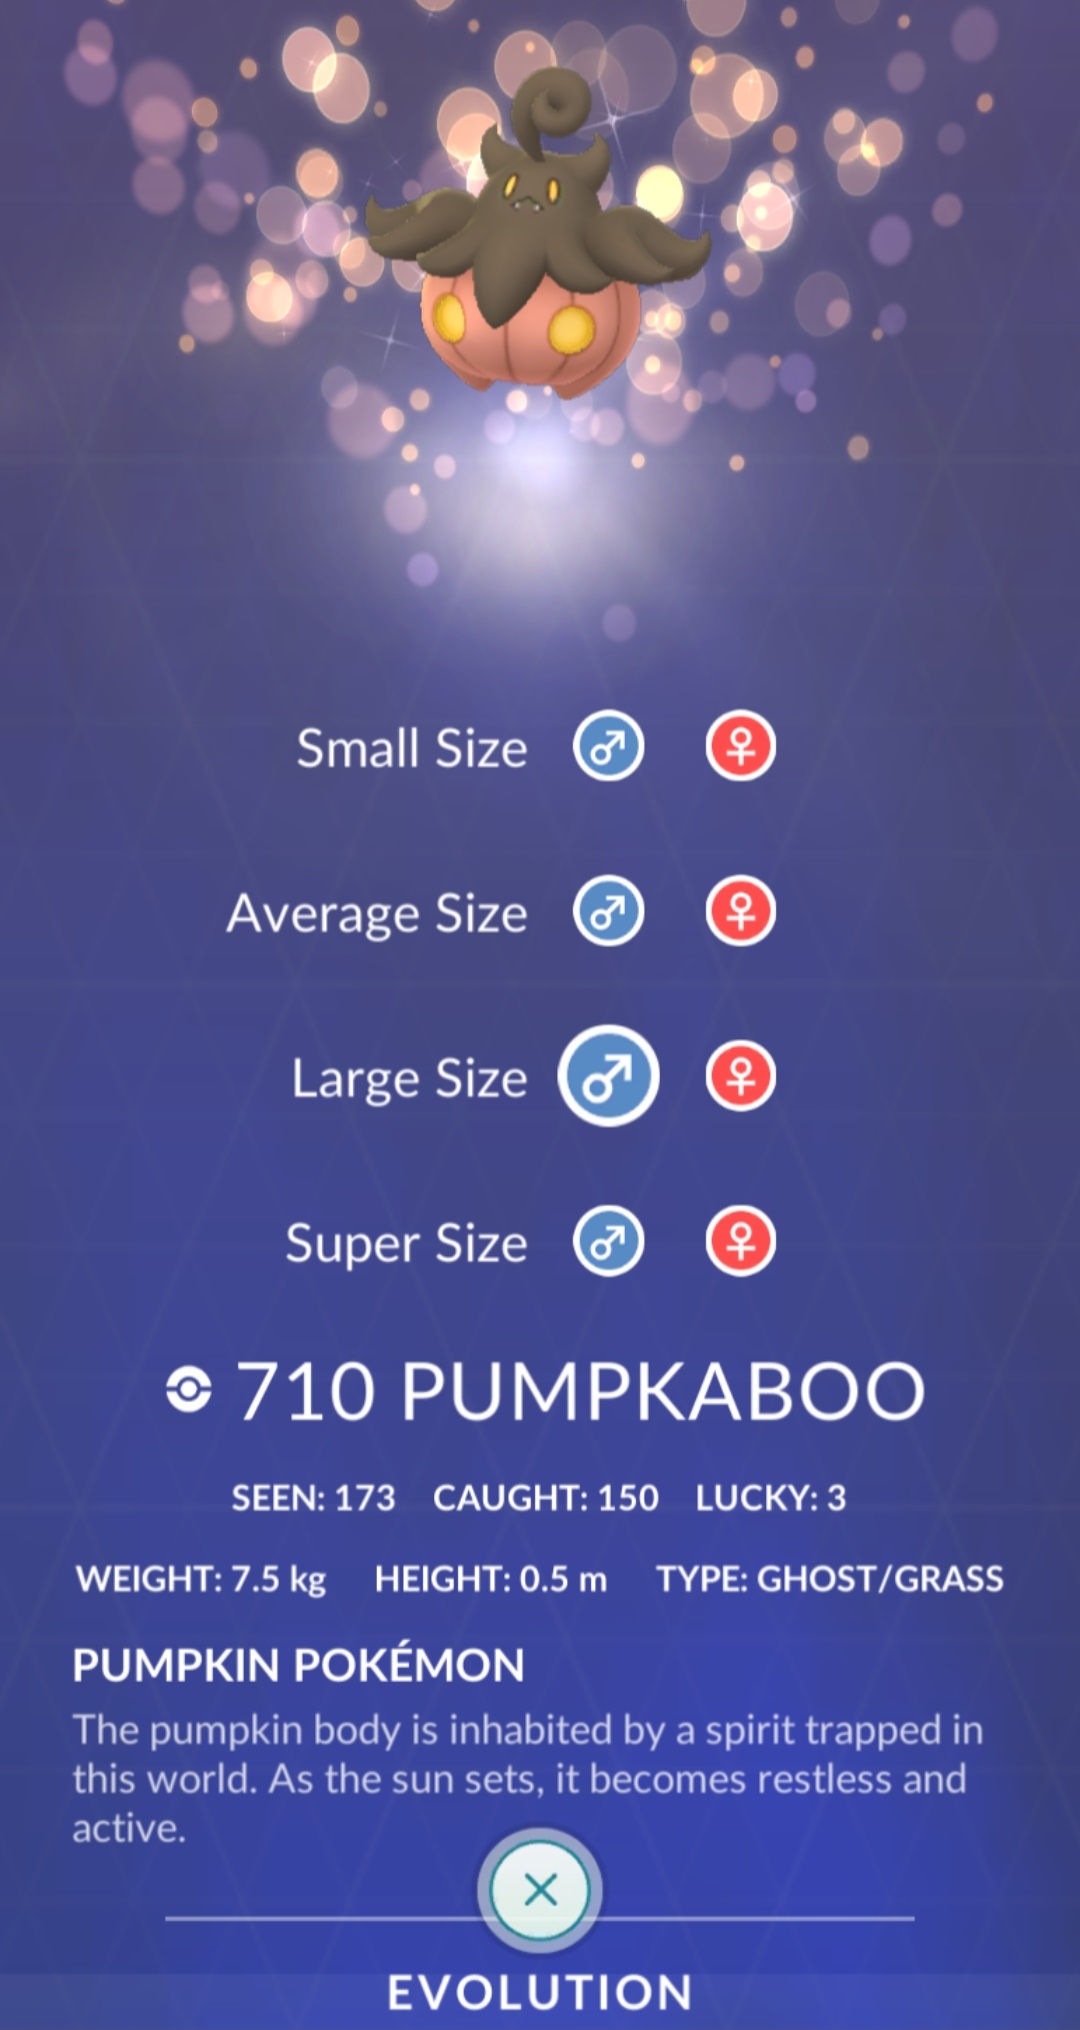 Small Size
Average Size
Large Size
Super Size
710 PUMPKABOO
SEEN: 173 CAUGHT: 150 LUCKY: 3
WEIGHT: 7.5 kg HEIGHT: 0.5 m TYPE: GHOST/GRASS
PUMPKIN POKÉMON
The pumpkin body is inhabited by a spirit trapped in
this world. As the sun sets, it becomes restless and
active.
EVOLUTION